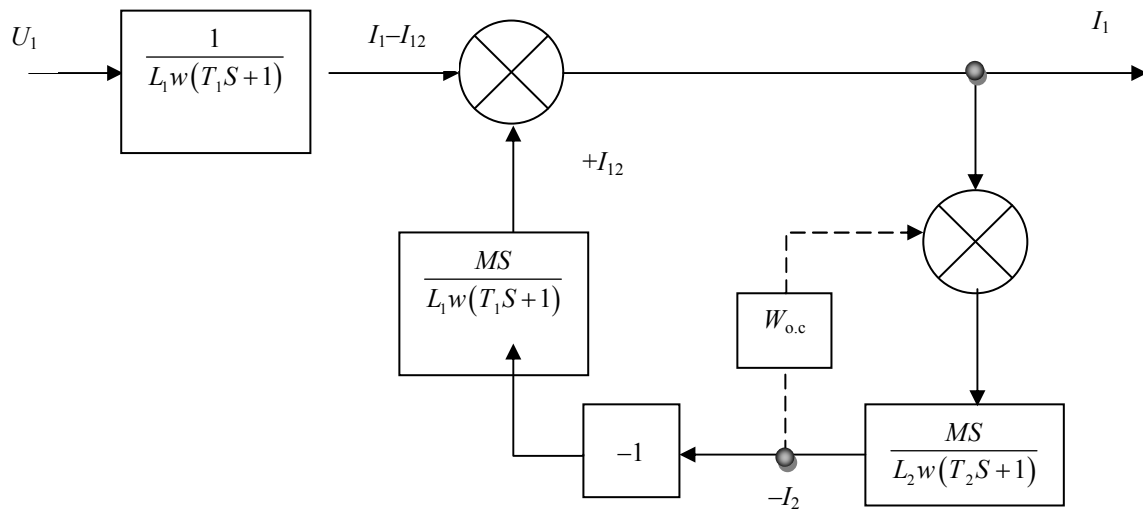 U₁
1
L₁w(T₁S+1)
I₁–I₁₂
I₁
+I₁₂
MS
L₁w(T₁S+1)
Wo.c
–1
–I₂
MS
L₂w(T₂S+1)